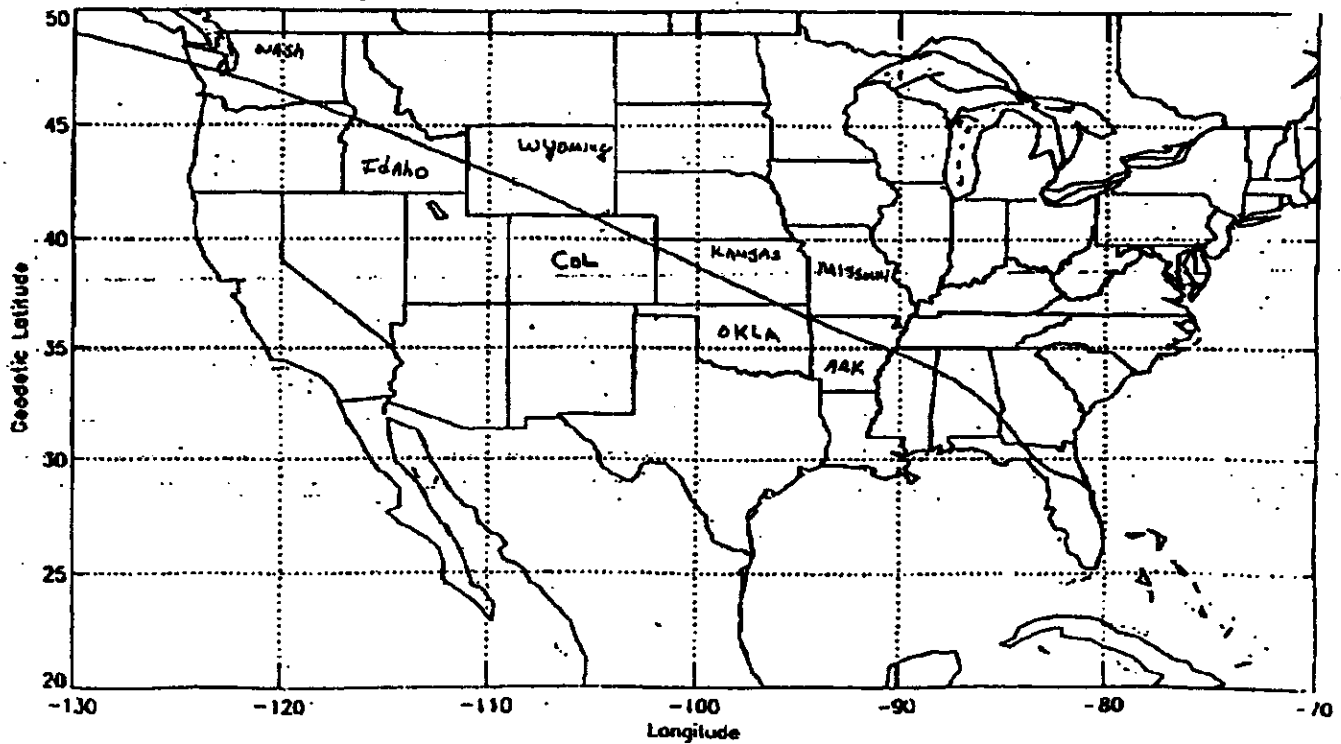 50
WASH
45
WYOMING
IdAhO
40
COL
KANSAS
MISSOURI
OKLA
35
ARK
30
25
20
-130
-120
-110
-100
-90
-80
-70
Longitude
Geodetic Latitude